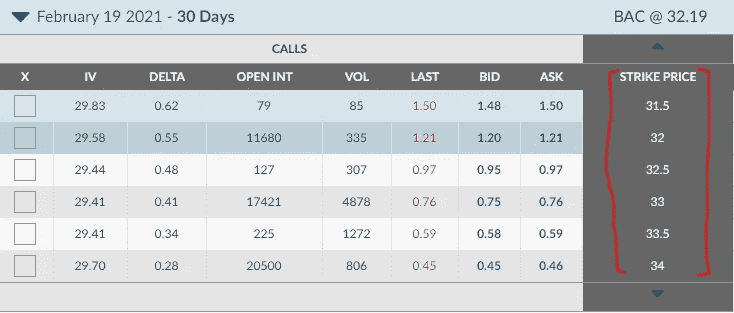 February 19 2021 - 30 Days BAC @ 32.19
CALLS
X IV DELTA OPEN INT VOL LAST BID ASK STRIKE PRICE
29.83 0.62 79 85 1.50 1.48 1.50 31.5
29.58 0.55 11680 335 1.21 1.20 1.21 32
29.44 0.48 127 307 0.97 0.95 0.97 32.5
29.41 0.41 17421 4878 0.76 0.75 0.76 33
29.41 0.34 225 1272 0.59 0.58 0.59 33.5
29.70 0.28 20500 806 0.45 0.45 0.46 34